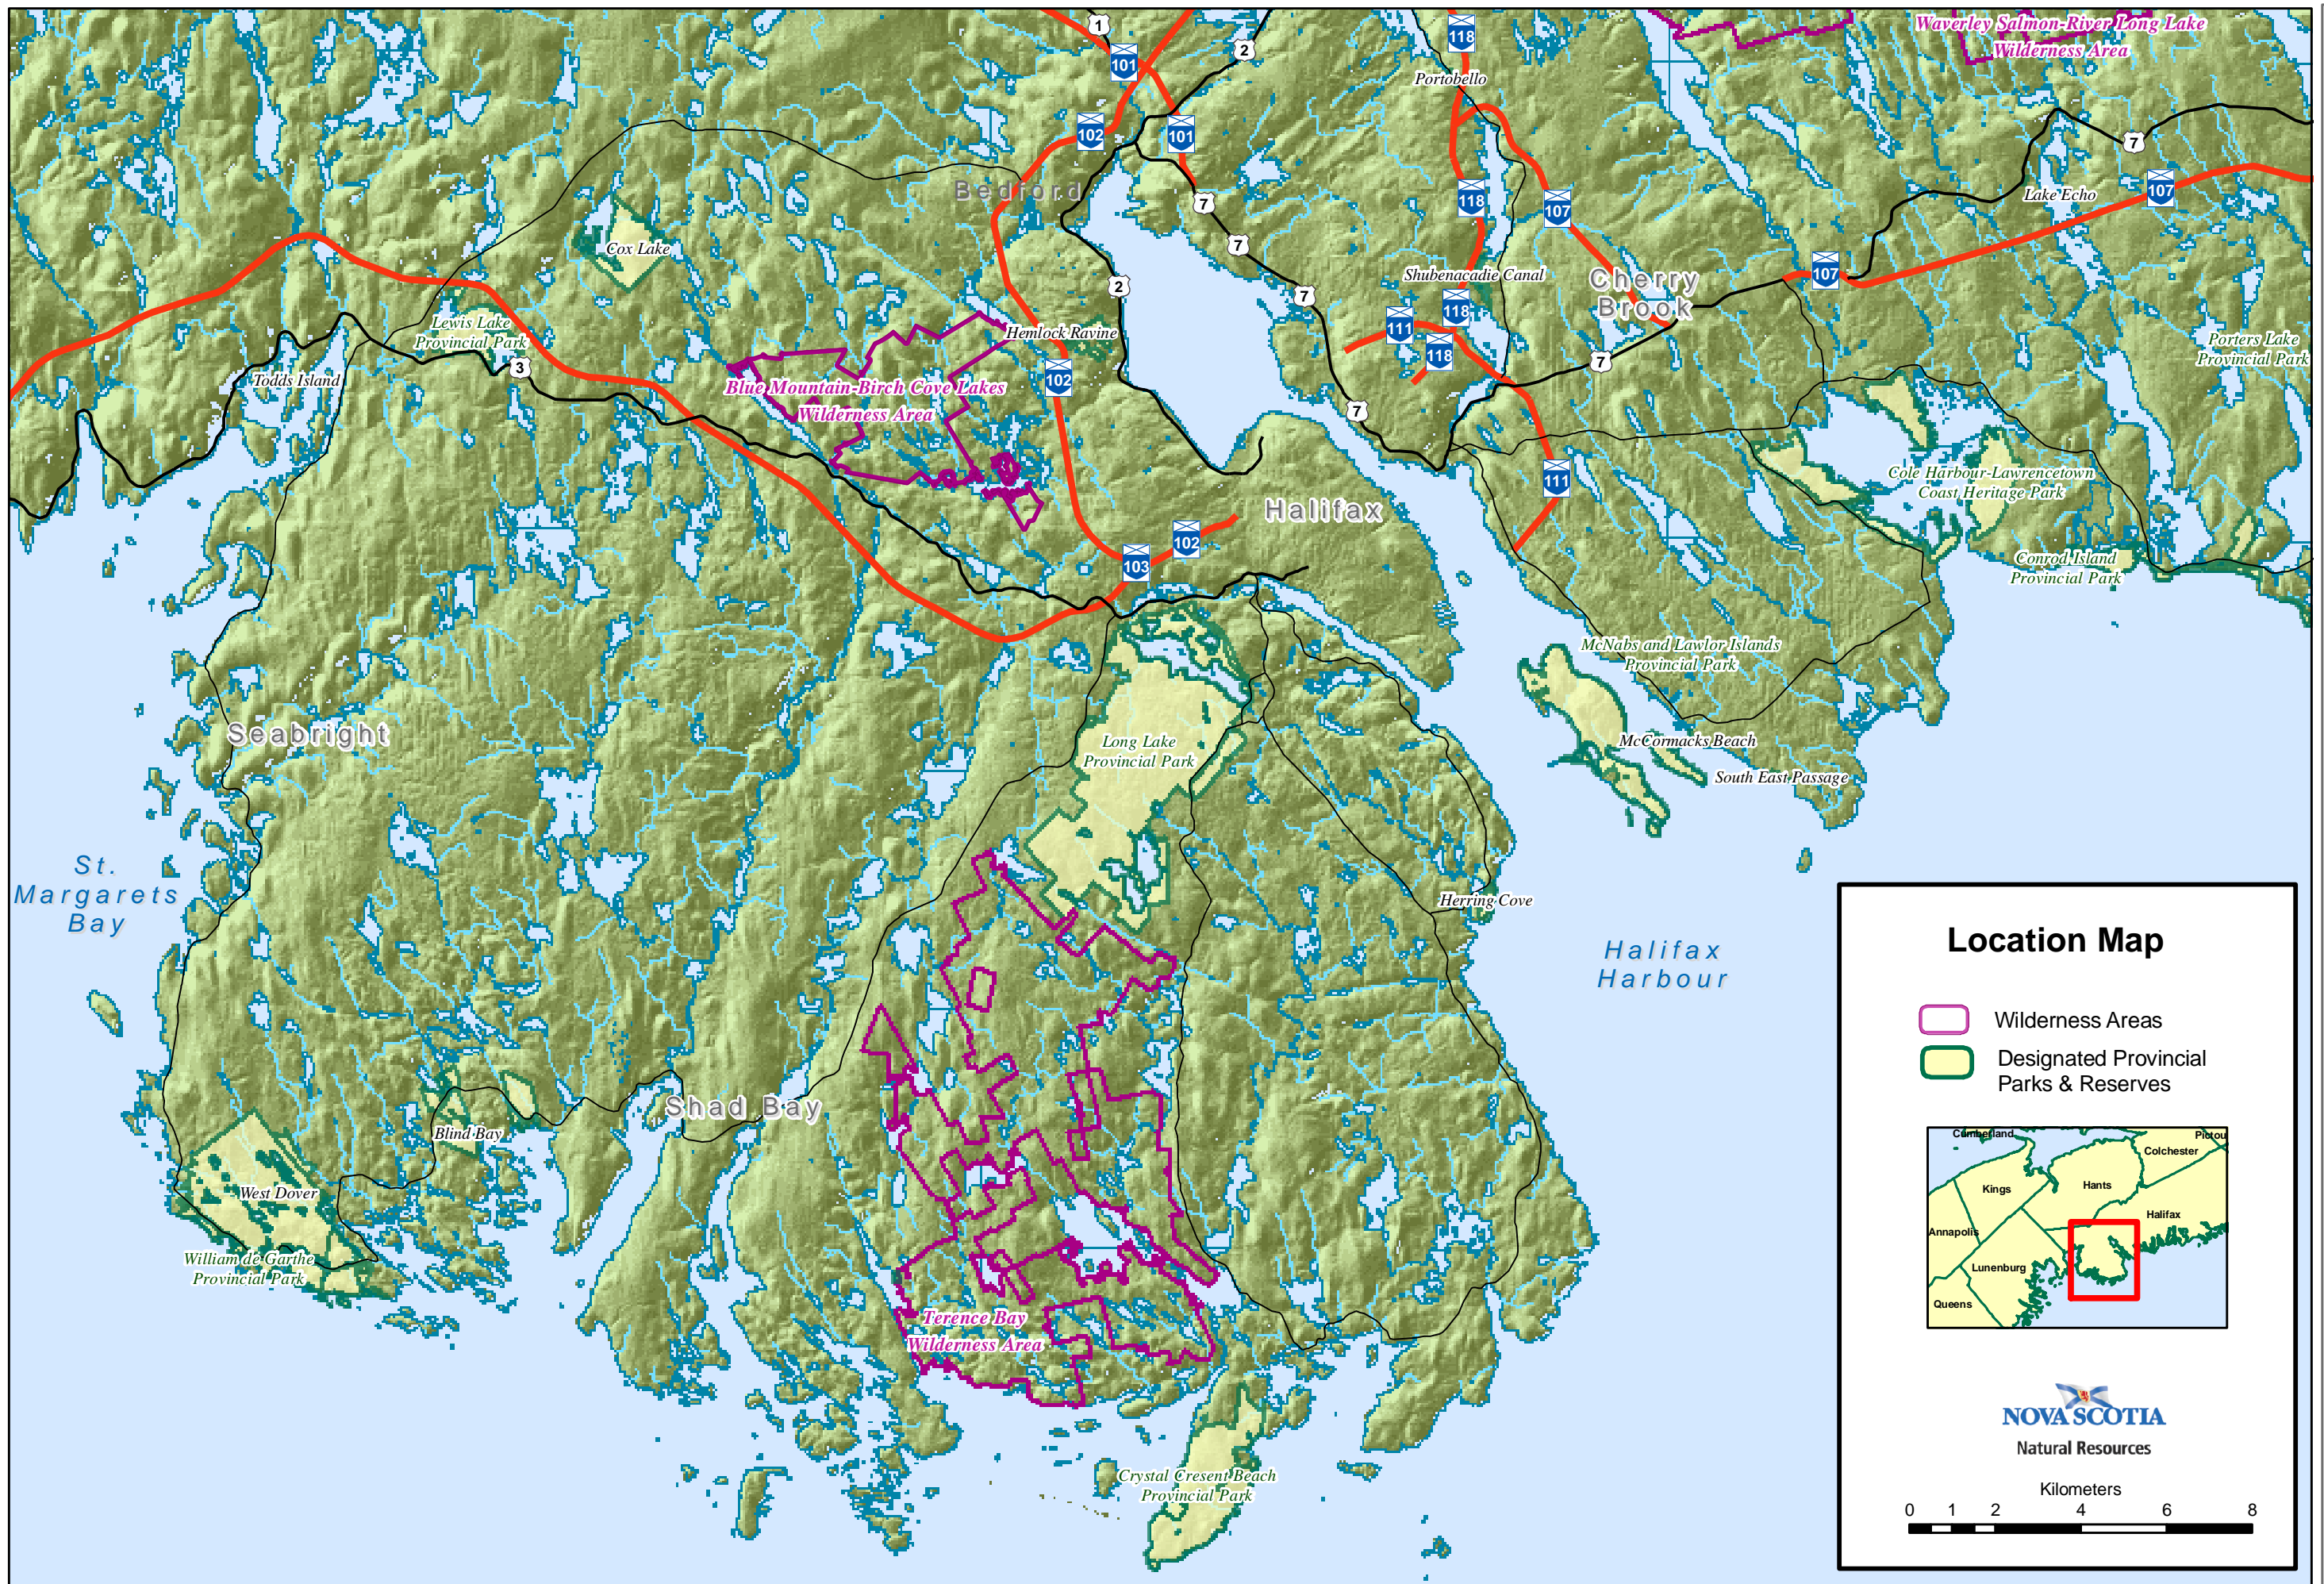 1
Waverley Salmon-River Long Lake
Wilderness Area
118
2
101
Portobello
102
101
7
Bedford
107
Lake Echo
118
7
107
7
Cox Lake
Shubenacadie Canal
Cherry
Brook
107
2
7
118
111
Lewis Lake
Provincial Park
Hemlock Ravine
Porters Lake
Provincial Park
118
7
3
Todds Island
102
Blue Mountain-Birch Cove Lakes
Wilderness Area
7
Cole Harbour-Lawrencetown
Coast Heritage Park
111
Halifax
102
103
Conrod Island
Provincial Park
McNabs and Lawlor Islands
Provincial Park
Seabright
Long Lake
Provincial Park
McCormacks Beach
South East Passage
St.
Margarets
Bay
Herring Cove
Halifax
Harbour
Shad Bay
Blind Bay
West Dover
William de Garthe
Provincial Park
Terence Bay
Wilderness Area
Crystal Cresent Beach
Provincial Park
Location Map
Wilderness Areas
Designated Provincial
Parks & Reserves
Cumberland
Pictou
Colchester
Kings
Hants
Halifax
Annapolis
Lunenburg
Queens
NOVA SCOTIA
Natural Resources
Kilometers
0 1 2 4 6 8